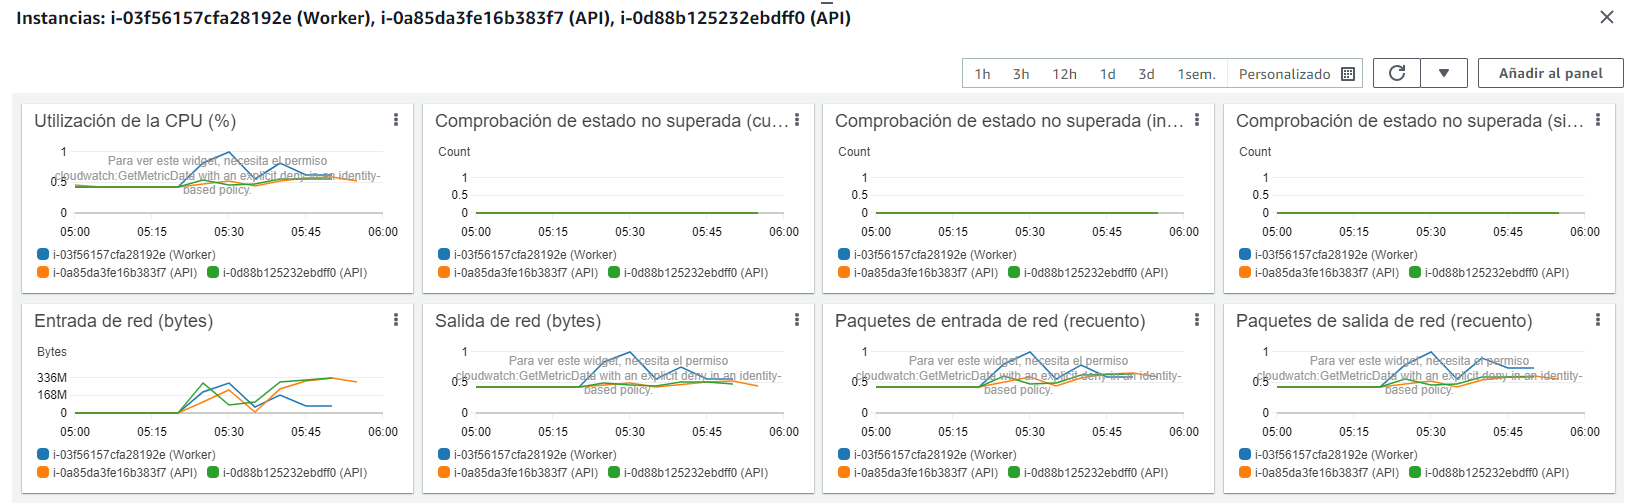 Instancias: i-03f56157cfa28192e (Worker), i-0a85da3fe16b383f7 (API), i-0d88b125232ebdff0 (API)
1h 3h 12h 1d 3d 1sem. Personalizado
Añadir al panel
Utilización de la CPU (%)
1
0.5
0
Para ver este widget, necesita el permiso
cloudwatch:GetMetricData with an explicit deny in an identity-
based policy.
05:00 05:15 05:30 05:45 06:00
i-03f56157cfa28192e (Worker)
i-0a85da3fe16b383f7 (API) i-0d88b125232ebdff0 (API)
Comprobación de estado no superada (cu...
Count
1
0.5
0
05:00 05:15 05:30 05:45 06:00
i-03f56157cfa28192e (Worker)
i-0a85da3fe16b383f7 (API) i-0d88b125232ebdff0 (API)
Comprobación de estado no superada (in...
Count
1
0.5
0
05:00 05:15 05:30 05:45 06:00
i-03f56157cfa28192e (Worker)
i-0a85da3fe16b383f7 (API) i-0d88b125232ebdff0 (API)
Comprobación de estado no superada (si...
Count
1
0.5
0
05:00 05:15 05:30 05:45 06:00
i-03f56157cfa28192e (Worker)
i-0a85da3fe16b383f7 (API) i-0d88b125232ebdff0 (API)
Entrada de red (bytes)
Bytes
336M
168M
0
05:00 05:15 05:30 05:45 06:00
i-03f56157cfa28192e (Worker)
i-0a85da3fe16b383f7 (API) i-0d88b125232ebdff0 (API)
Salida de red (bytes)
1
0.5
0
Para ver este widget, necesita el permiso
cloudwatch:GetMetricData with an explicit deny in an identity-
based policy.
05:00 05:15 05:30 05:45 06:00
i-03f56157cfa28192e (Worker)
i-0a85da3fe16b383f7 (API) i-0d88b125232ebdff0 (API)
Paquetes de entrada de red (recuento)
1
0.5
0
Para ver este widget, necesita el permiso
cloudwatch:GetMetricData with an explicit deny in an identity-
based policy.
05:00 05:15 05:30 05:45 06:00
i-03f56157cfa28192e (Worker)
i-0a85da3fe16b383f7 (API) i-0d88b125232ebdff0 (API)
Paquetes de salida de red (recuento)
1
0.5
0
Para ver este widget, necesita el permiso
cloudwatch:GetMetricData with an explicit deny in an identity-
based policy.
05:00 05:15 05:30 05:45 06:00
i-03f56157cfa28192e (Worker)
i-0a85da3fe16b383f7 (API) i-0d88b125232ebdff0 (API)